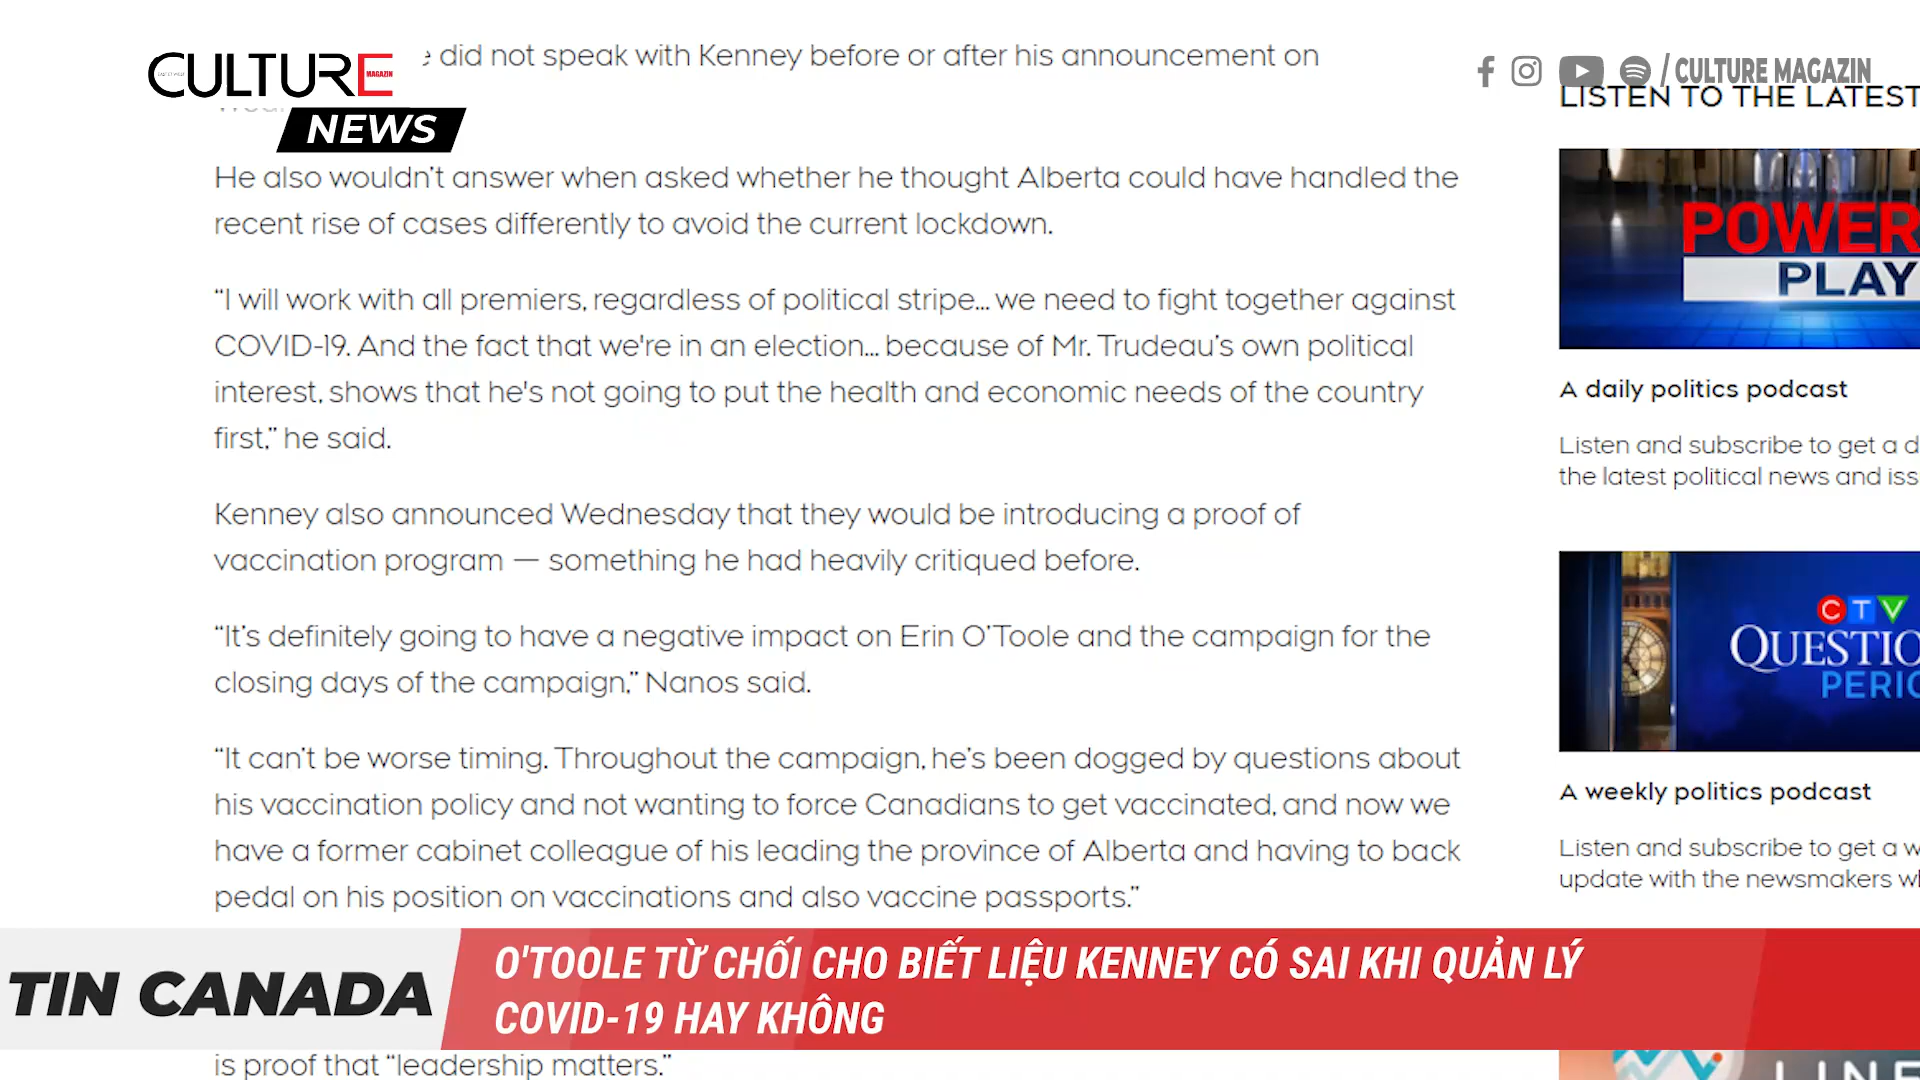 CULTURE
MAGAZIN
NEWS
did not speak with Kenney before or after his announcement on
/ CULTURE MAGAZIN
LISTEN TO THE LATEST
He also wouldn't answer when asked whether he thought Alberta could have handled the
recent rise of cases differently to avoid the current lockdown.
“I will work with all premiers, regardless of political stripe... we need to fight together against
COVID-19. And the fact that we're in an election... because of Mr. Trudeau’s own political
interest, shows that he's not going to put the health and economic needs of the country
first,” he said.
Kenney also announced Wednesday that they would be introducing a proof of
vaccination program — something he had heavily critiqued before.
“It’s definitely going to have a negative impact on Erin O’Toole and the campaign for the
closing days of the campaign,” Nanos said.
“It can’t be worse timing. Throughout the campaign, he’s been dogged by questions about
his vaccination policy and not wanting to force Canadians to get vaccinated, and now we
have a former cabinet colleague of his leading the province of Alberta and having to back
pedal on his position on vaccinations and also vaccine passports.”
is proof that “leadership matters.”
POWER
PLAY
A daily politics podcast
Listen and subscribe to get a d
the latest political news and iss
CTV
QUESTIO
PERIO
A weekly politics podcast
Listen and subscribe to get a w
update with the newsmakers wh
LINE
TIN CANADA
O'TOOLE TỪ CHỐI CHO BIẾT LIỆU KENNEY CÓ SAI KHI QUẢN LÝ
COVID-19 HAY KHÔNG